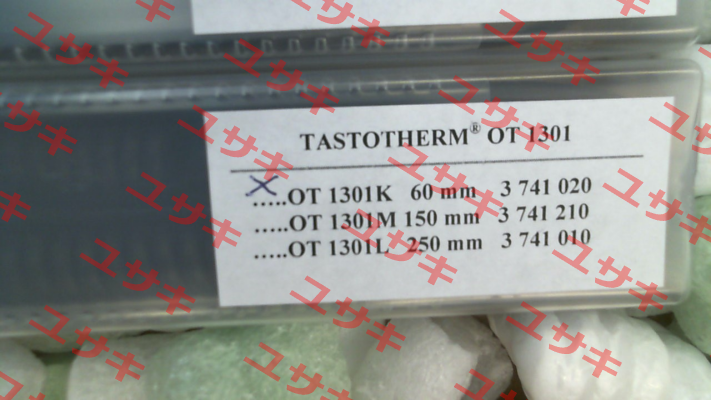 TASTOTHERM® OT 1301
.....OT 1301K 60 mm 3 741 020
.....OT 1301M 150 mm 3 741 210
.....OT 1301L 250 mm 3 741 010
ユサキ